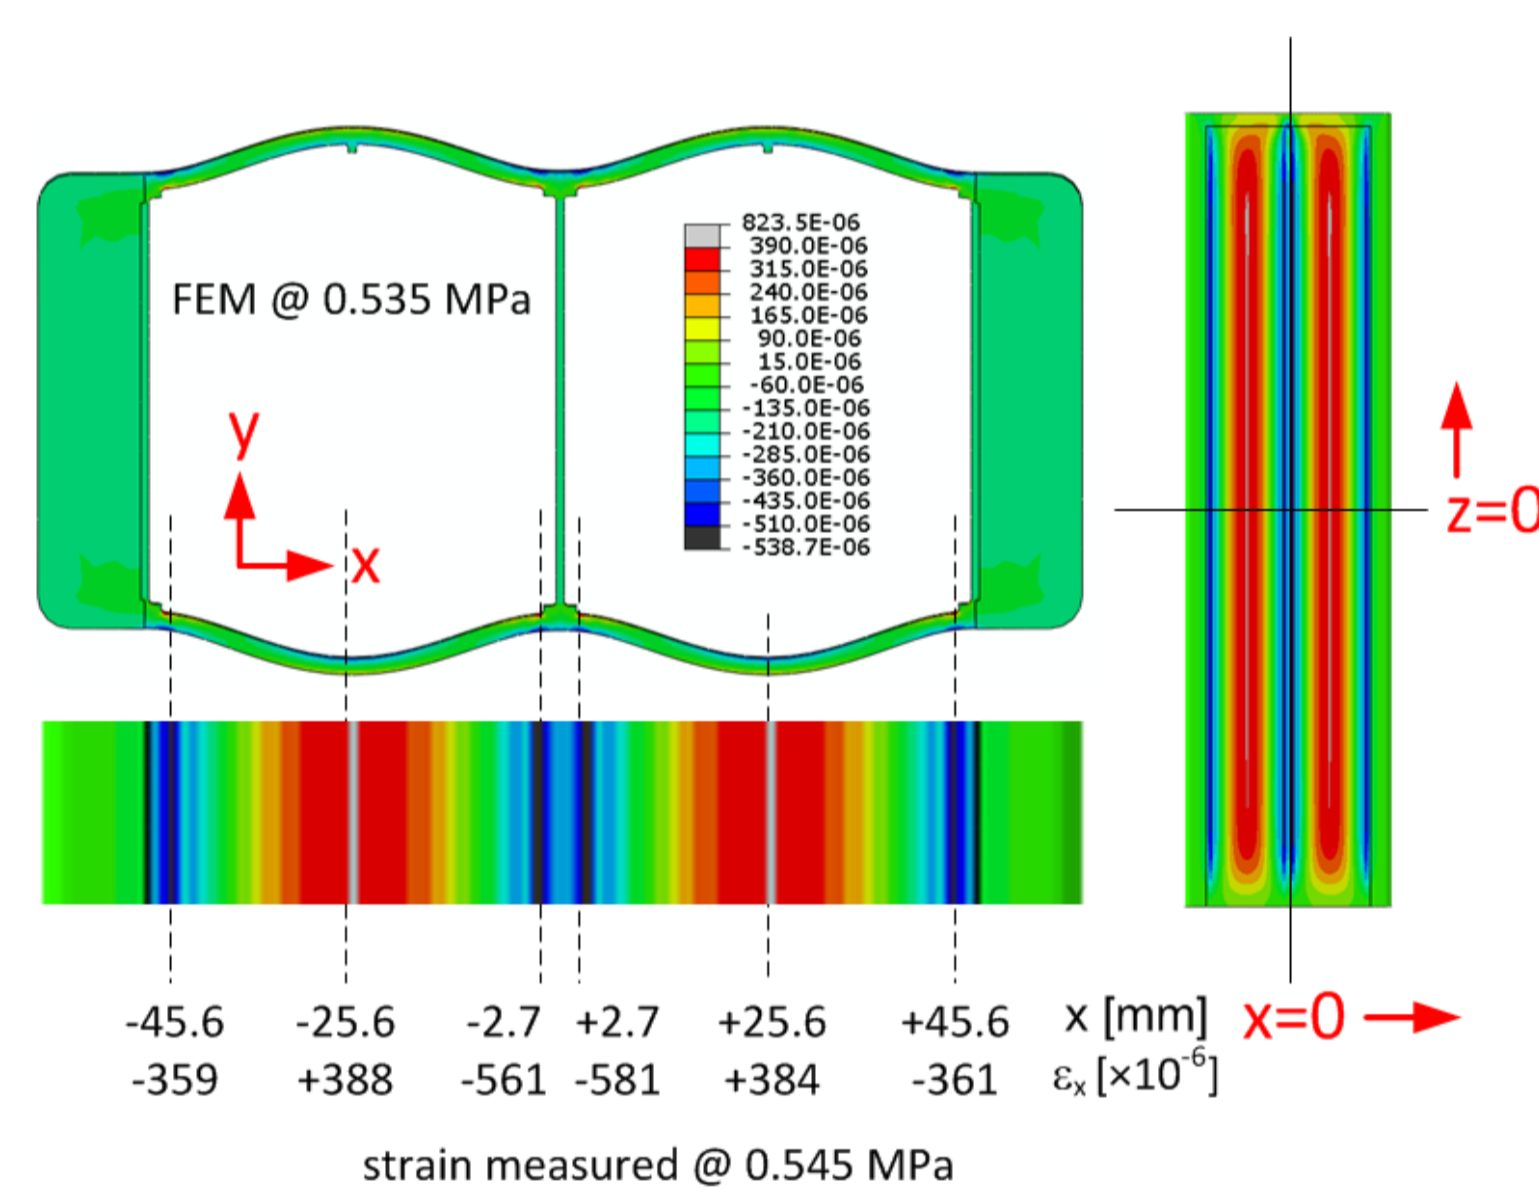 823.5E-06
390.0E-06
315.0E-06
240.0E-06
165.0E-06
90.0E-06
15.0E-06
-60.0E-06
-135.0E-06
-210.0E-06
-285.0E-06
-360.0E-06
-435.0E-06
-510.0E-06
-538.7E-06
FEM @ 0.535 MPa
y
x
z=0
-45.6 -25.6 -2.7 +2.7 +25.6 +45.6 x [mm]
x=0
-359 +388 -561 -581 +384 -361 εx [×10⁻⁶]
strain measured @ 0.545 MPa